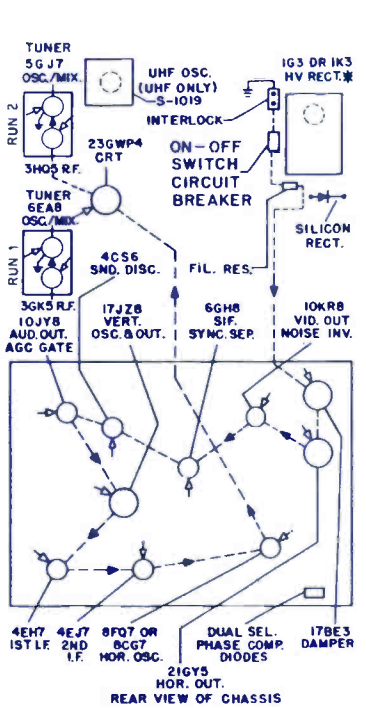 TUNER
5GJ7
OSC./MIX.
RUN 2
3HQ5 R.F.
UHF OSC.
(UHF ONLY)
S-1019
1G3 OR 1K3
HV RECT.*
INTERLOCK
ON-OFF
SWITCH
CIRCUIT
BREAKER
23GWP4
CRT
TUNER
6EA8
OSC./MIX.
RUN 1
3GK5 R.F.
SILICON
RECT.
FIL. RES.
4CS6
SND. DISC.
10JY8
AUD. OUT.
AGC GATE
17JZ8
VERT.
OSC. & OUT.
6GH8
SIF.
SYNC. SEP.
10KR8
VID. OUT
NOISE INV.
4EH7
1ST I.F.
4EJ7
2ND
I.F.
8FQ7 OR
8CG7
HOR. OSC.
21GY5
HOR. OUT.
DUAL SEL.
PHASE COMP.
DIODES
17BE3
DAMPER
REAR VIEW OF CHASSIS